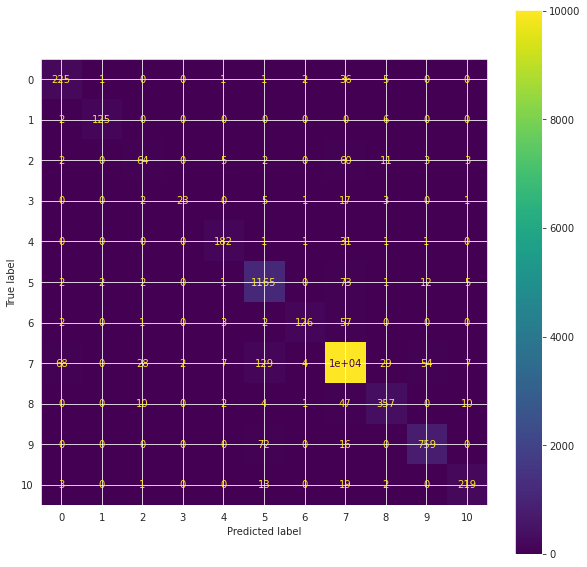 10000
0 225 1 0 0 1 1 2 36 5 0 0
1 2 125 0 0 0 0 0 0 6 0 0
8000
2 2 0 64 0 5 2 0 60 11 3 3
3 0 0 2 23 0 5 1 17 3 0 1
4 0 0 0 0 182 1 1 31 1 1 0
6000
True label
5 2 2 2 0 1 1165 0 73 1 12 5
4000
6 2 0 1 0 3 2 126 57 0 0 0
7 68 0 28 2 7 129 4 1e+04 29 54 7
8 0 0 10 0 2 4 1 47 357 0 10
2000
9 0 0 0 0 0 72 0 16 0 759 0
10 3 0 1 0 0 13 0 19 2 0 219
0 1 2 3 4 5 6 7 8 9 10
Predicted label
0